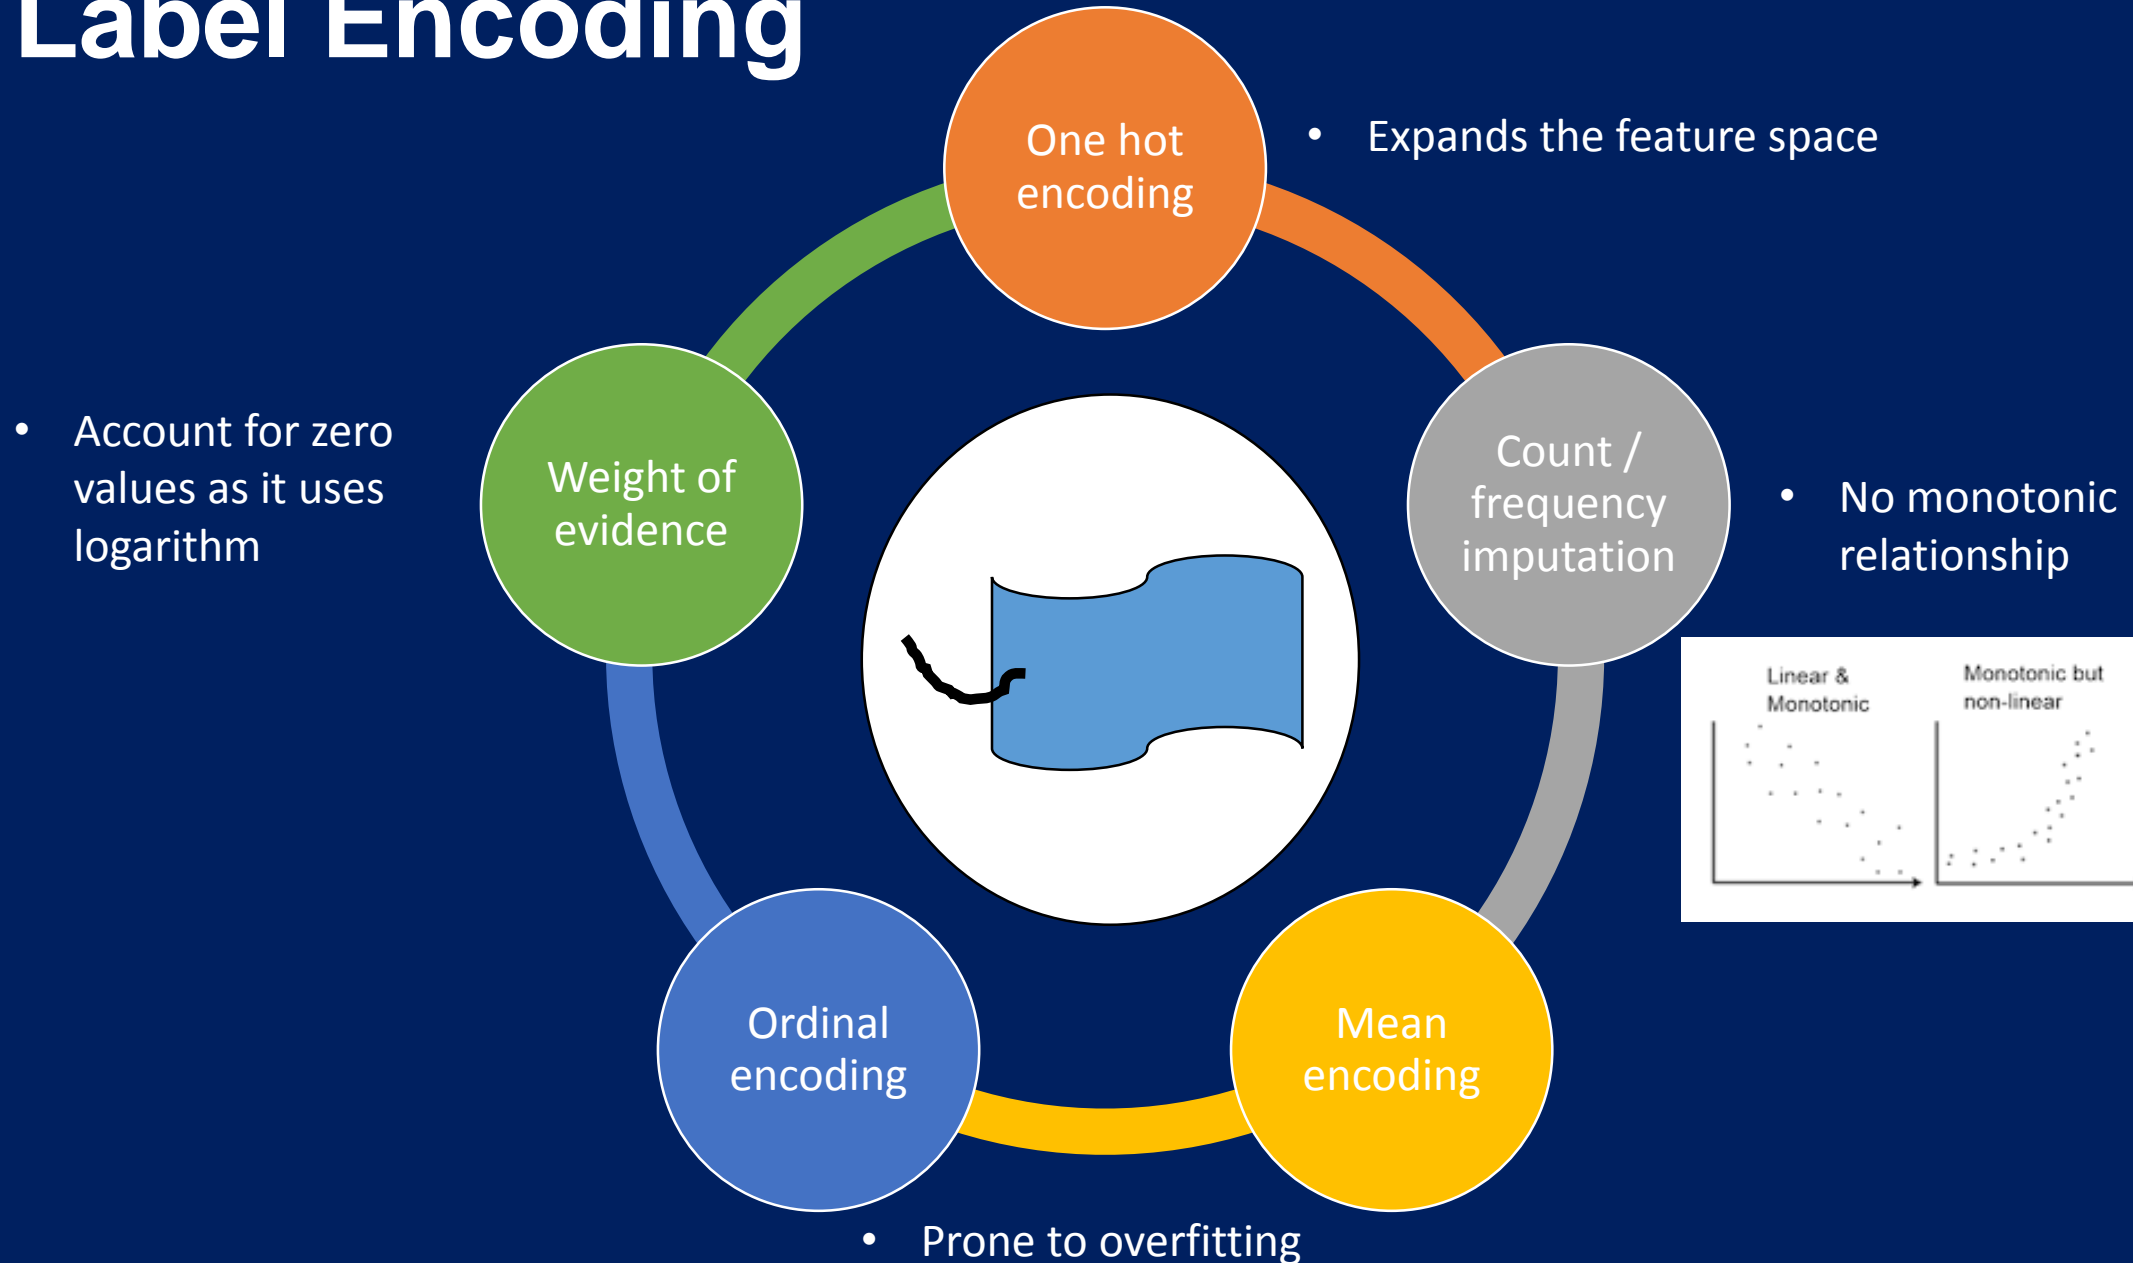 Label Encoding
One hot
encoding
• Expands the feature space
Count /
frequency
imputation
• No monotonic
relationship
Linear &
Monotonic
Monotonic but
non-linear
Mean
encoding
• Prone to overfitting
Ordinal
encoding
Weight of
evidence
• Account for zero
values as it uses
logarithm